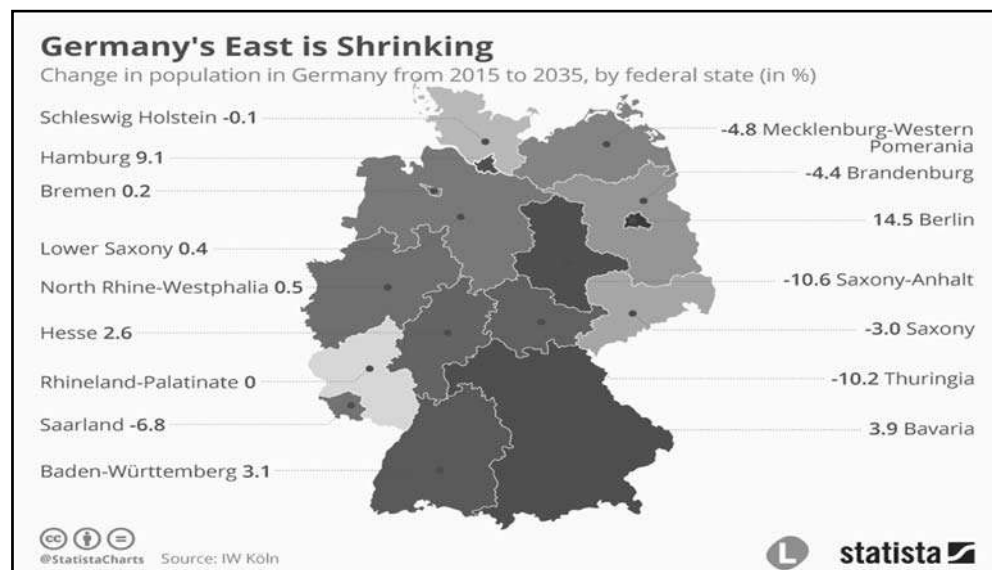 Germany's East is Shrinking
Change in population in Germany from 2015 to 2035, by federal state (in %)
Schleswig Holstein -0.1
Hamburg 9.1
Bremen 0.2
Lower Saxony 0.4
North Rhine-Westphalia 0.5
Hesse 2.6
Rhineland-Palatinate 0
Saarland -6.8
Baden-Württemberg 3.1
-4.8 Mecklenburg-Western
Pomerania
-4.4 Brandenburg
14.5 Berlin
-10.6 Saxony-Anhalt
-3.0 Saxony
-10.2 Thuringia
3.9 Bavaria
cc
@StatistaCharts Source: IW Köln
L
statista